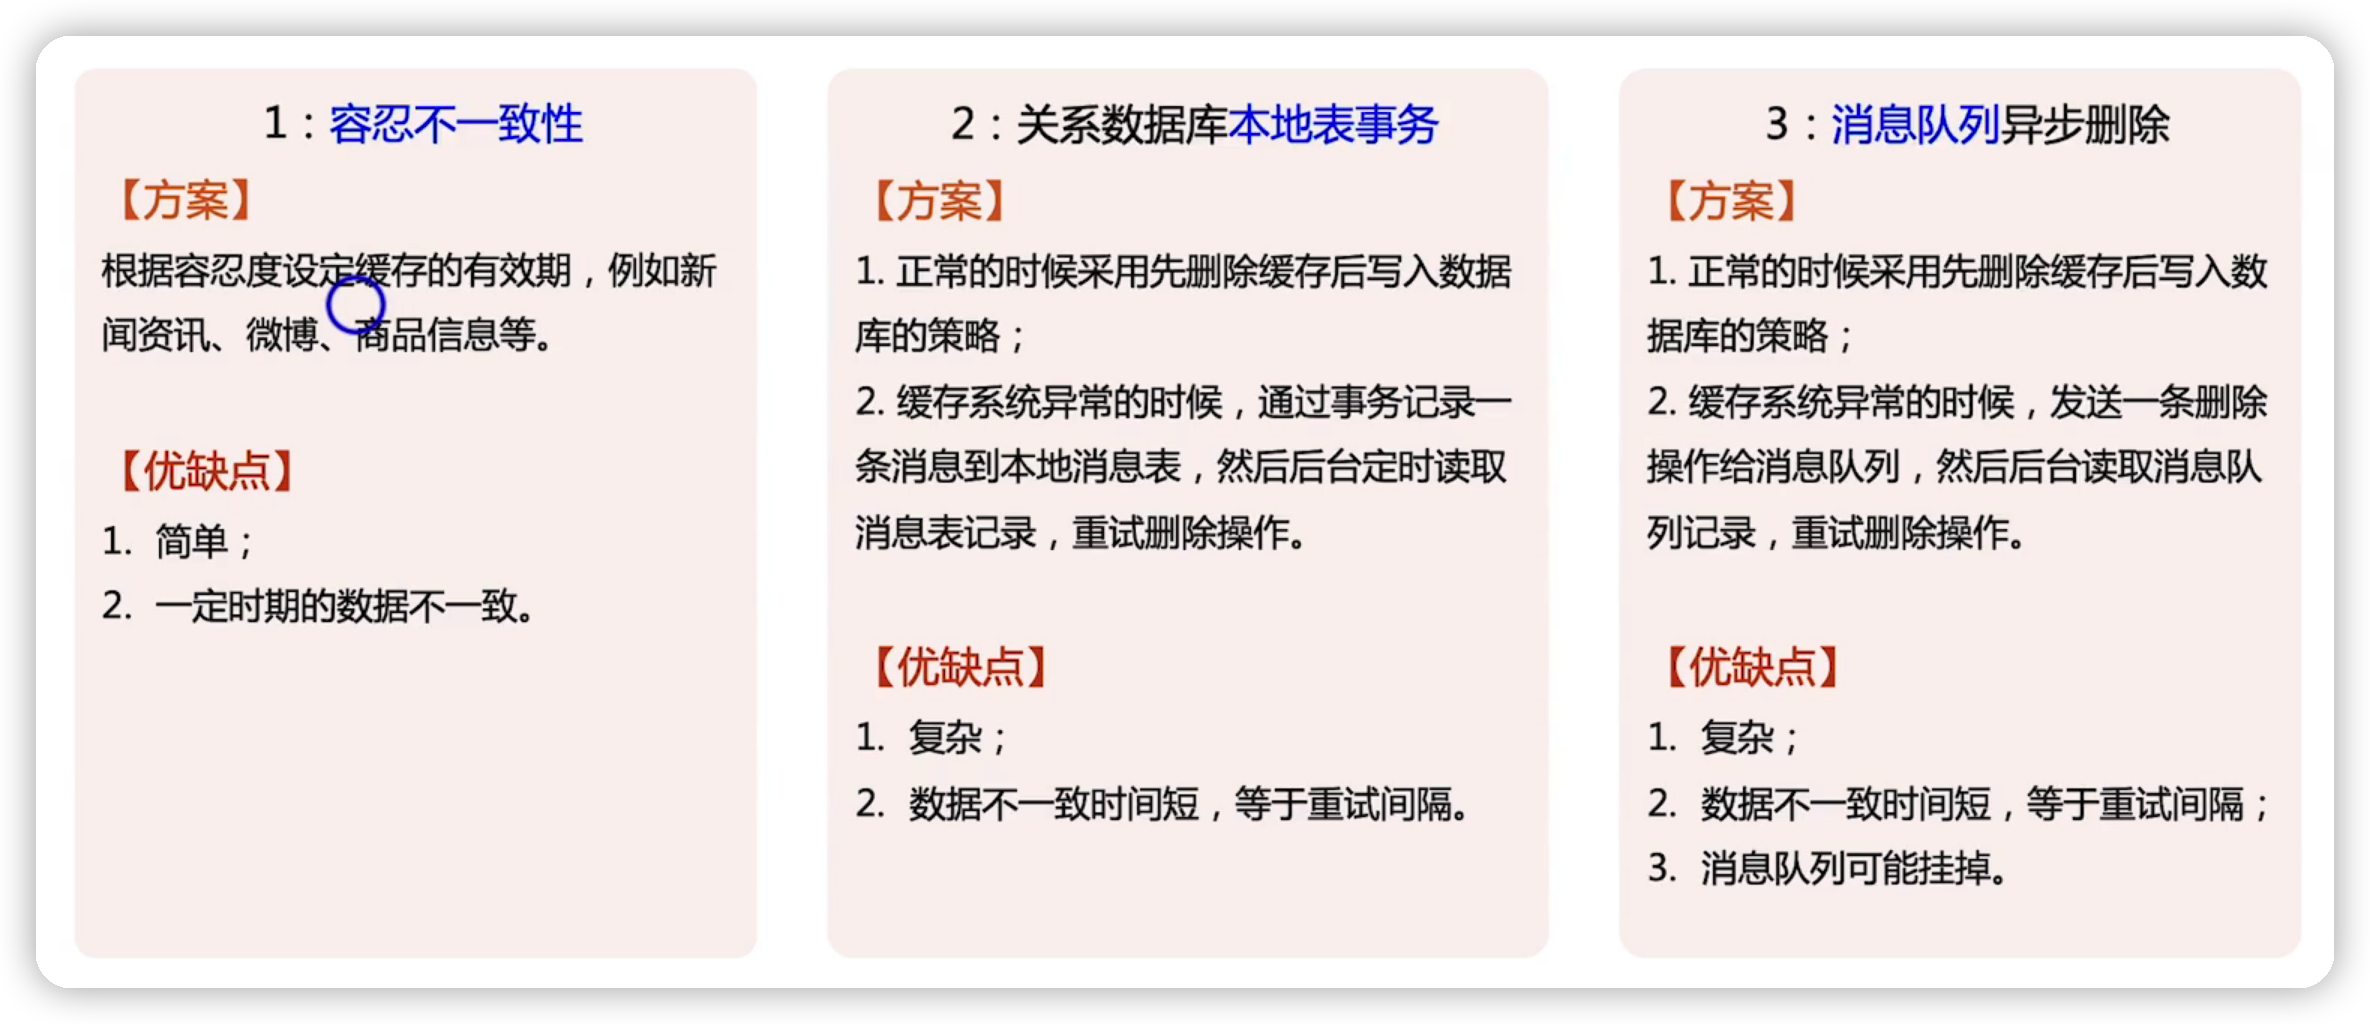 1：容忍不一致性
【方案】
根据容忍度设定缓存的有效期，例如新
闻资讯、微博、商品信息等。
【优缺点】
1. 简单；
2. 一定时期的数据不一致。
2：关系数据库本地表事务
【方案】
1. 正常的时候采用先删除缓存后写入数据
库的策略；
2. 缓存系统异常的时候，通过事务记录一
条消息到本地消息表，然后后台定时读取
消息表记录，重试删除操作。
【优缺点】
1. 复杂；
2. 数据不一致时间短，等于重试间隔。
3：消息队列异步删除
【方案】
1. 正常的时候采用先删除缓存后写入数
据库的策略；
2. 缓存系统异常的时候，发送一条删除
操作给消息队列，然后后台读取消息队
列记录，重试删除操作。
【优缺点】
1. 复杂；
2. 数据不一致时间短，等于重试间隔；
3. 消息队列可能挂掉。